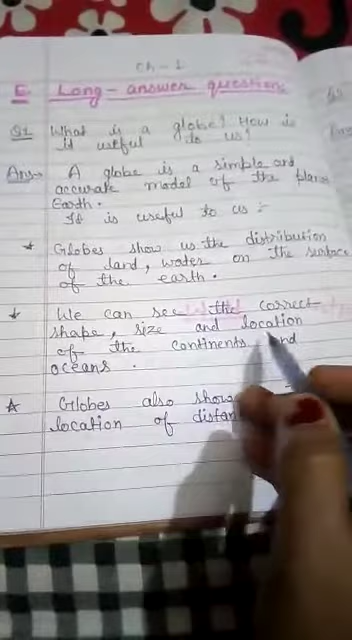 Ch-1
E Long-answer questions
Q1 What is a globe? How is
it useful to us?
Ans- A globe is a simple and
accurate model of the
Earth.
It is useful to us :-
* Globes show us the distribution
of land, water on the surface
of the earth.
* We can see the correct
shape, size and location
of the continents and
oceans.
* Globes also show
location of